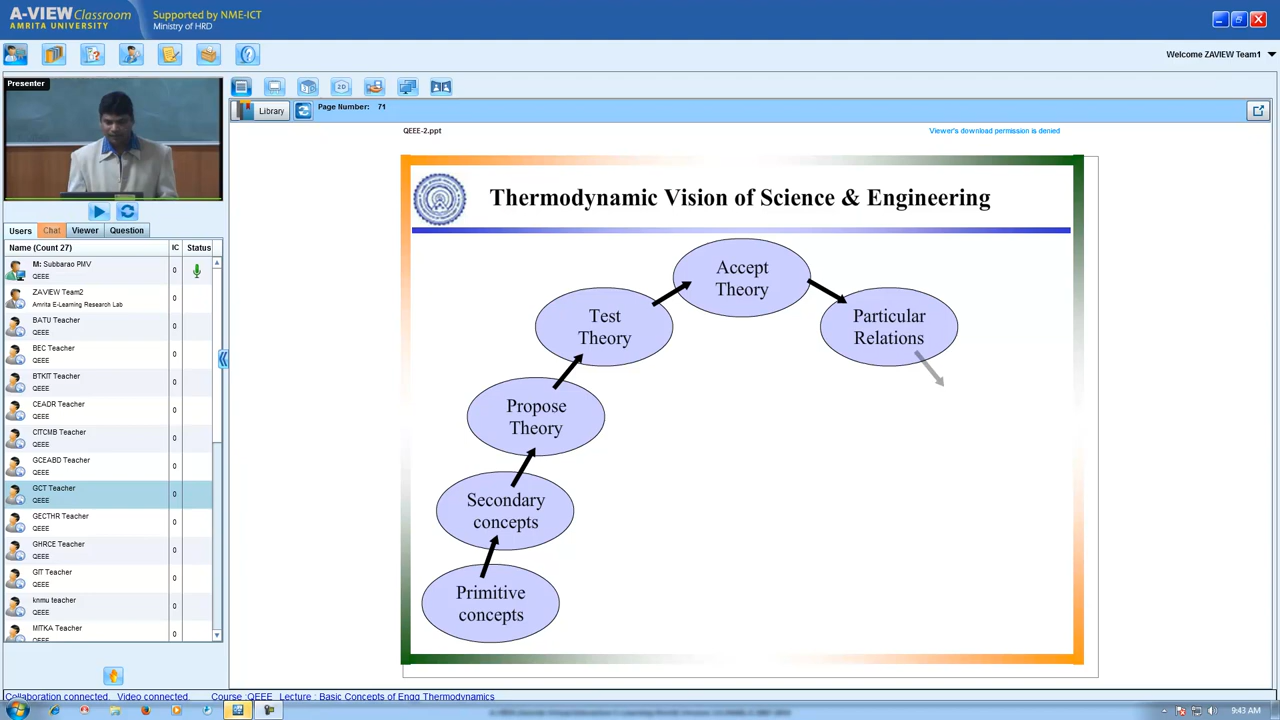 A-VIEW Classroom
AMRITA UNIVERSITY
Supported by NME-ICT
Ministry of HRD
Welcome ZAVIEW Team1
Presenter
Library
Page Number: 71
QEEE-2.ppt
Viewer's download permission is denied
Thermodynamic Vision of Science & Engineering
Accept
Theory
Test
Theory
Particular
Relations
Propose
Theory
Secondary
concepts
Primitive
concepts
Users
Chat
Viewer
Question
Name (Count 27)
IC
Status
M: Subbarao PMV
QEEE
0
ZAVIEW Team2
Amrita E-Learning Research Lab
0
BATU Teacher
QEEE
0
BEC Teacher
QEEE
0
BTKIT Teacher
QEEE
0
CEADR Teacher
QEEE
0
CITCMB Teacher
QEEE
0
GCEABD Teacher
QEEE
0
GCT Teacher
QEEE
0
GECTHR Teacher
QEEE
0
GHRCE Teacher
QEEE
0
GIT Teacher
QEEE
0
knmu teacher
QEEE
0
MITKA Teacher
QEEE
0
Collaboration connected. Video connected. Course :QEEE Lecture : Basic Concepts of Engg Thermodynamics
9:43 AM